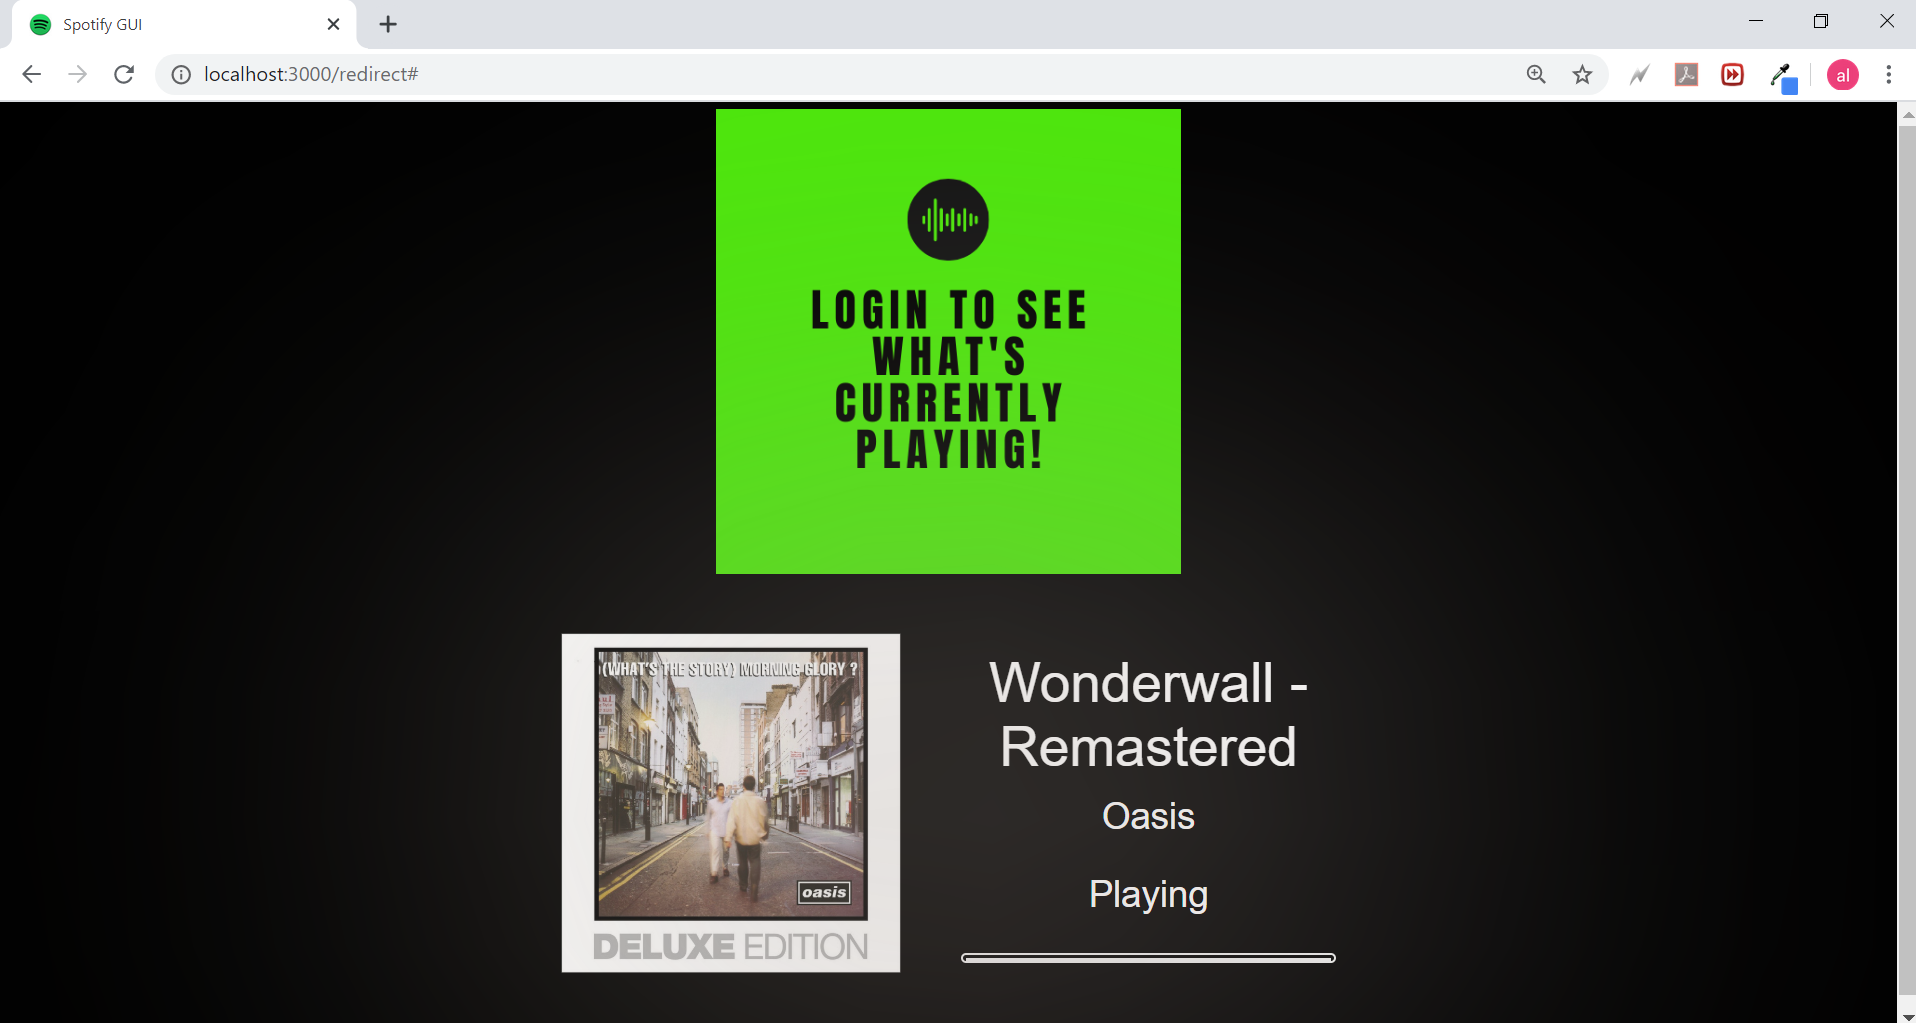 Spotify GUI
localhost:3000/redirect#
al
LOGIN TO SEE
WHAT'S
CURRENTLY
PLAYING!
(WHAT'S THE STORY) MORNING GLORY ?
oasis
DELUXE EDITION
Wonderwall -
Remastered
Oasis
Playing